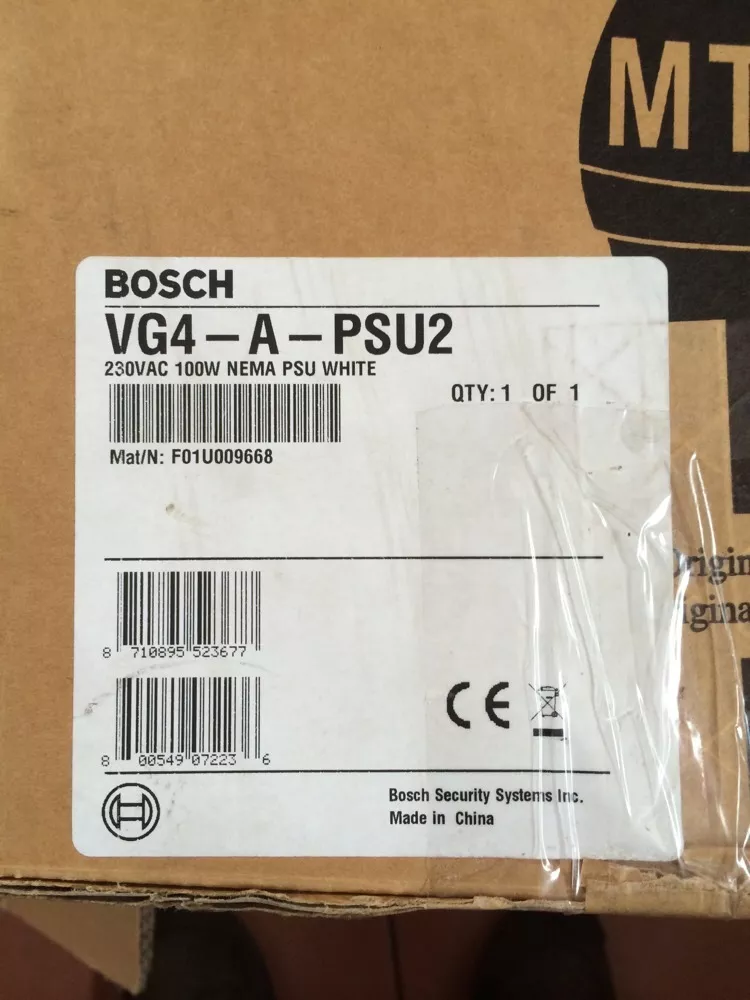 MT
BOSCH
VG4-A-PSU2
230VAC 100W NEMA PSU WHITE
QTY: 1 OF 1
Mat/N: F01U009668
8 710895 523677
8 00549 07223 6
CE
Bosch Security Systems Inc.
Made in China